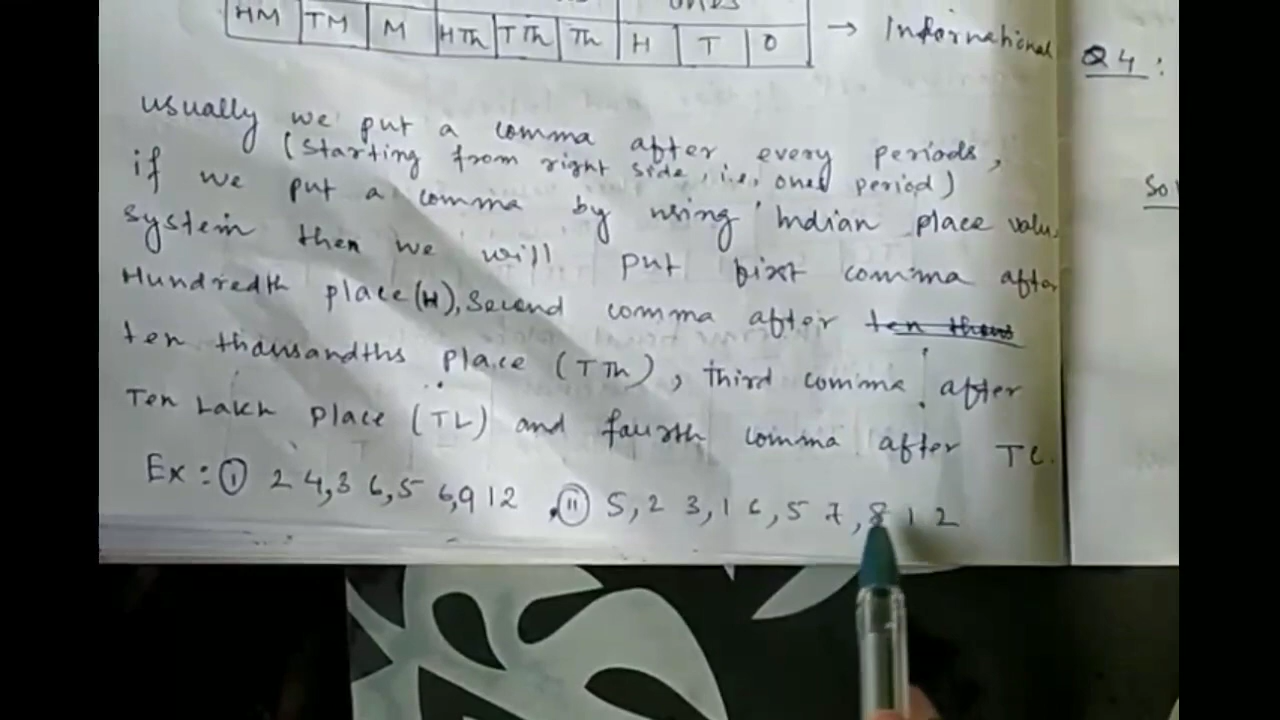 HM TM M HTh TTh Th H T O → International
usually we put a comma after every periods,
(starting from right side, i.e., ones period)
if we put a comma by using Indian place valu
system then we will put first comma after
Hundredth place(H), Second comma after ten thous
ten thousandths place (TTh), third comma after
Ten Lakh place (TL) and fourth comma after TC.
Ex: (i) 24,36,56,912 , (ii) 5,23,16,57,812
Q4:
So